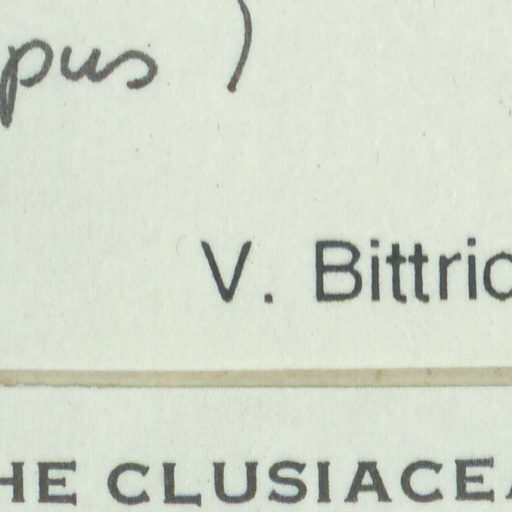 pus )
V. Bittric
HE CLUSIACEA